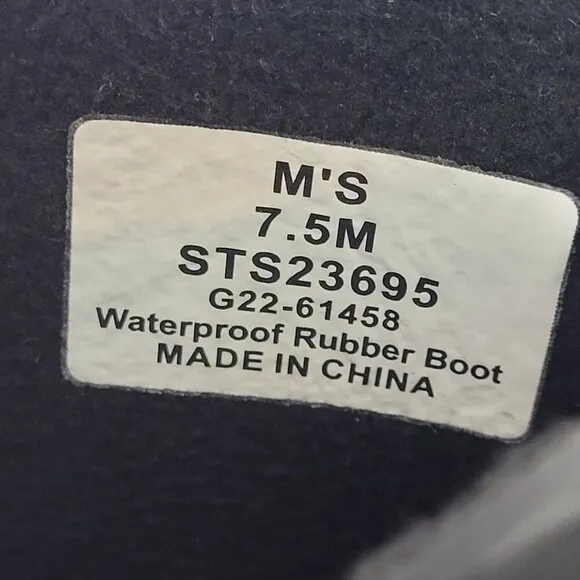 M'S
7.5M
STS23695
G22-61458
Waterproof Rubber Boot
MADE IN CHINA